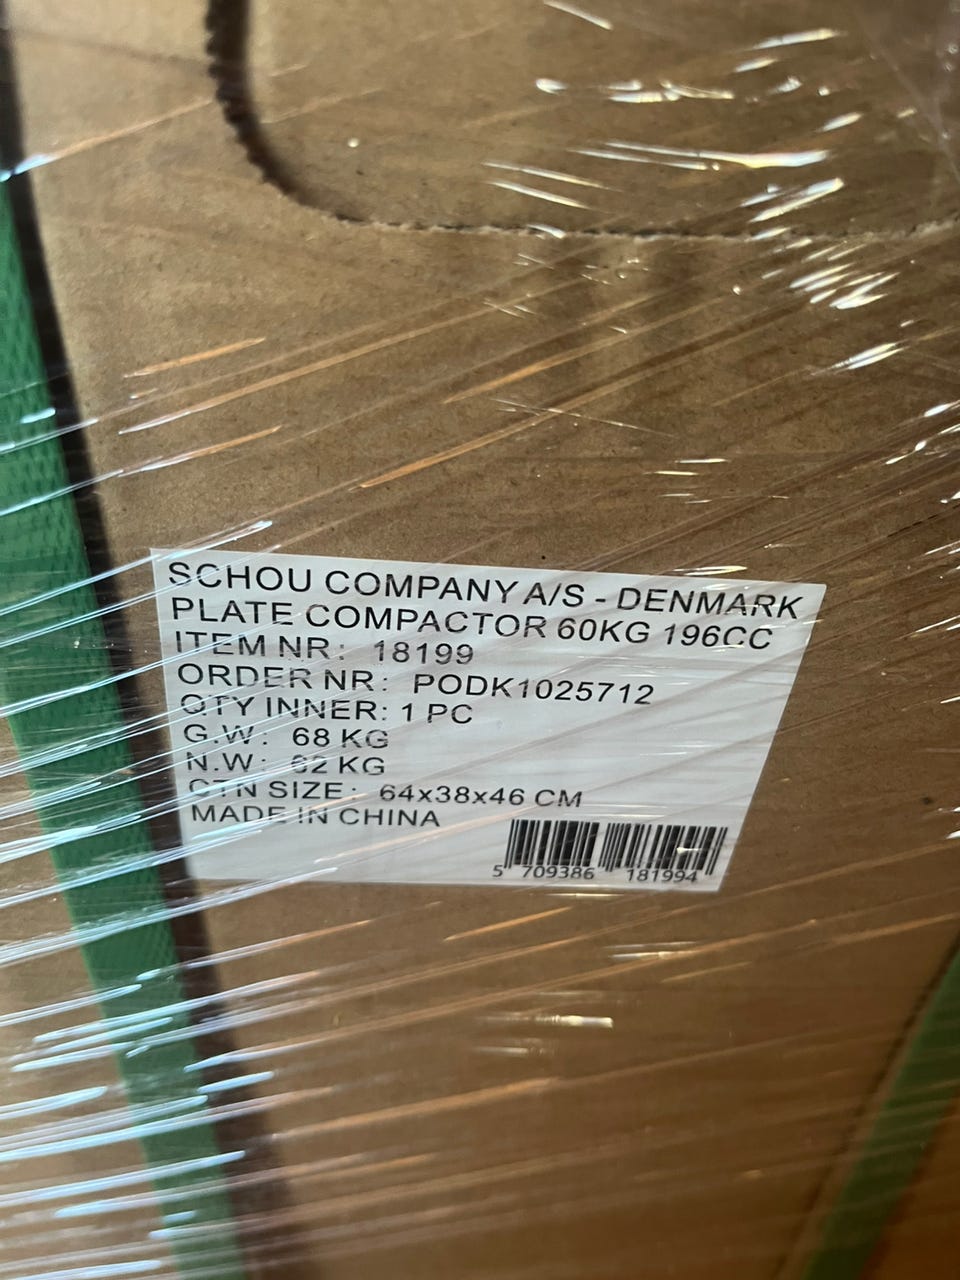 SCHOU COMPANY A/S - DENMARK
PLATE COMPACTOR 60KG 196CC
ITEM NR: 18199
ORDER NR: PODK1025712
QTY INNER: 1 PC
G.W: 68 KG
N.W: 62 KG
CTN SIZE: 64x38x46 CM
MADE IN CHINA
5 709386 181994